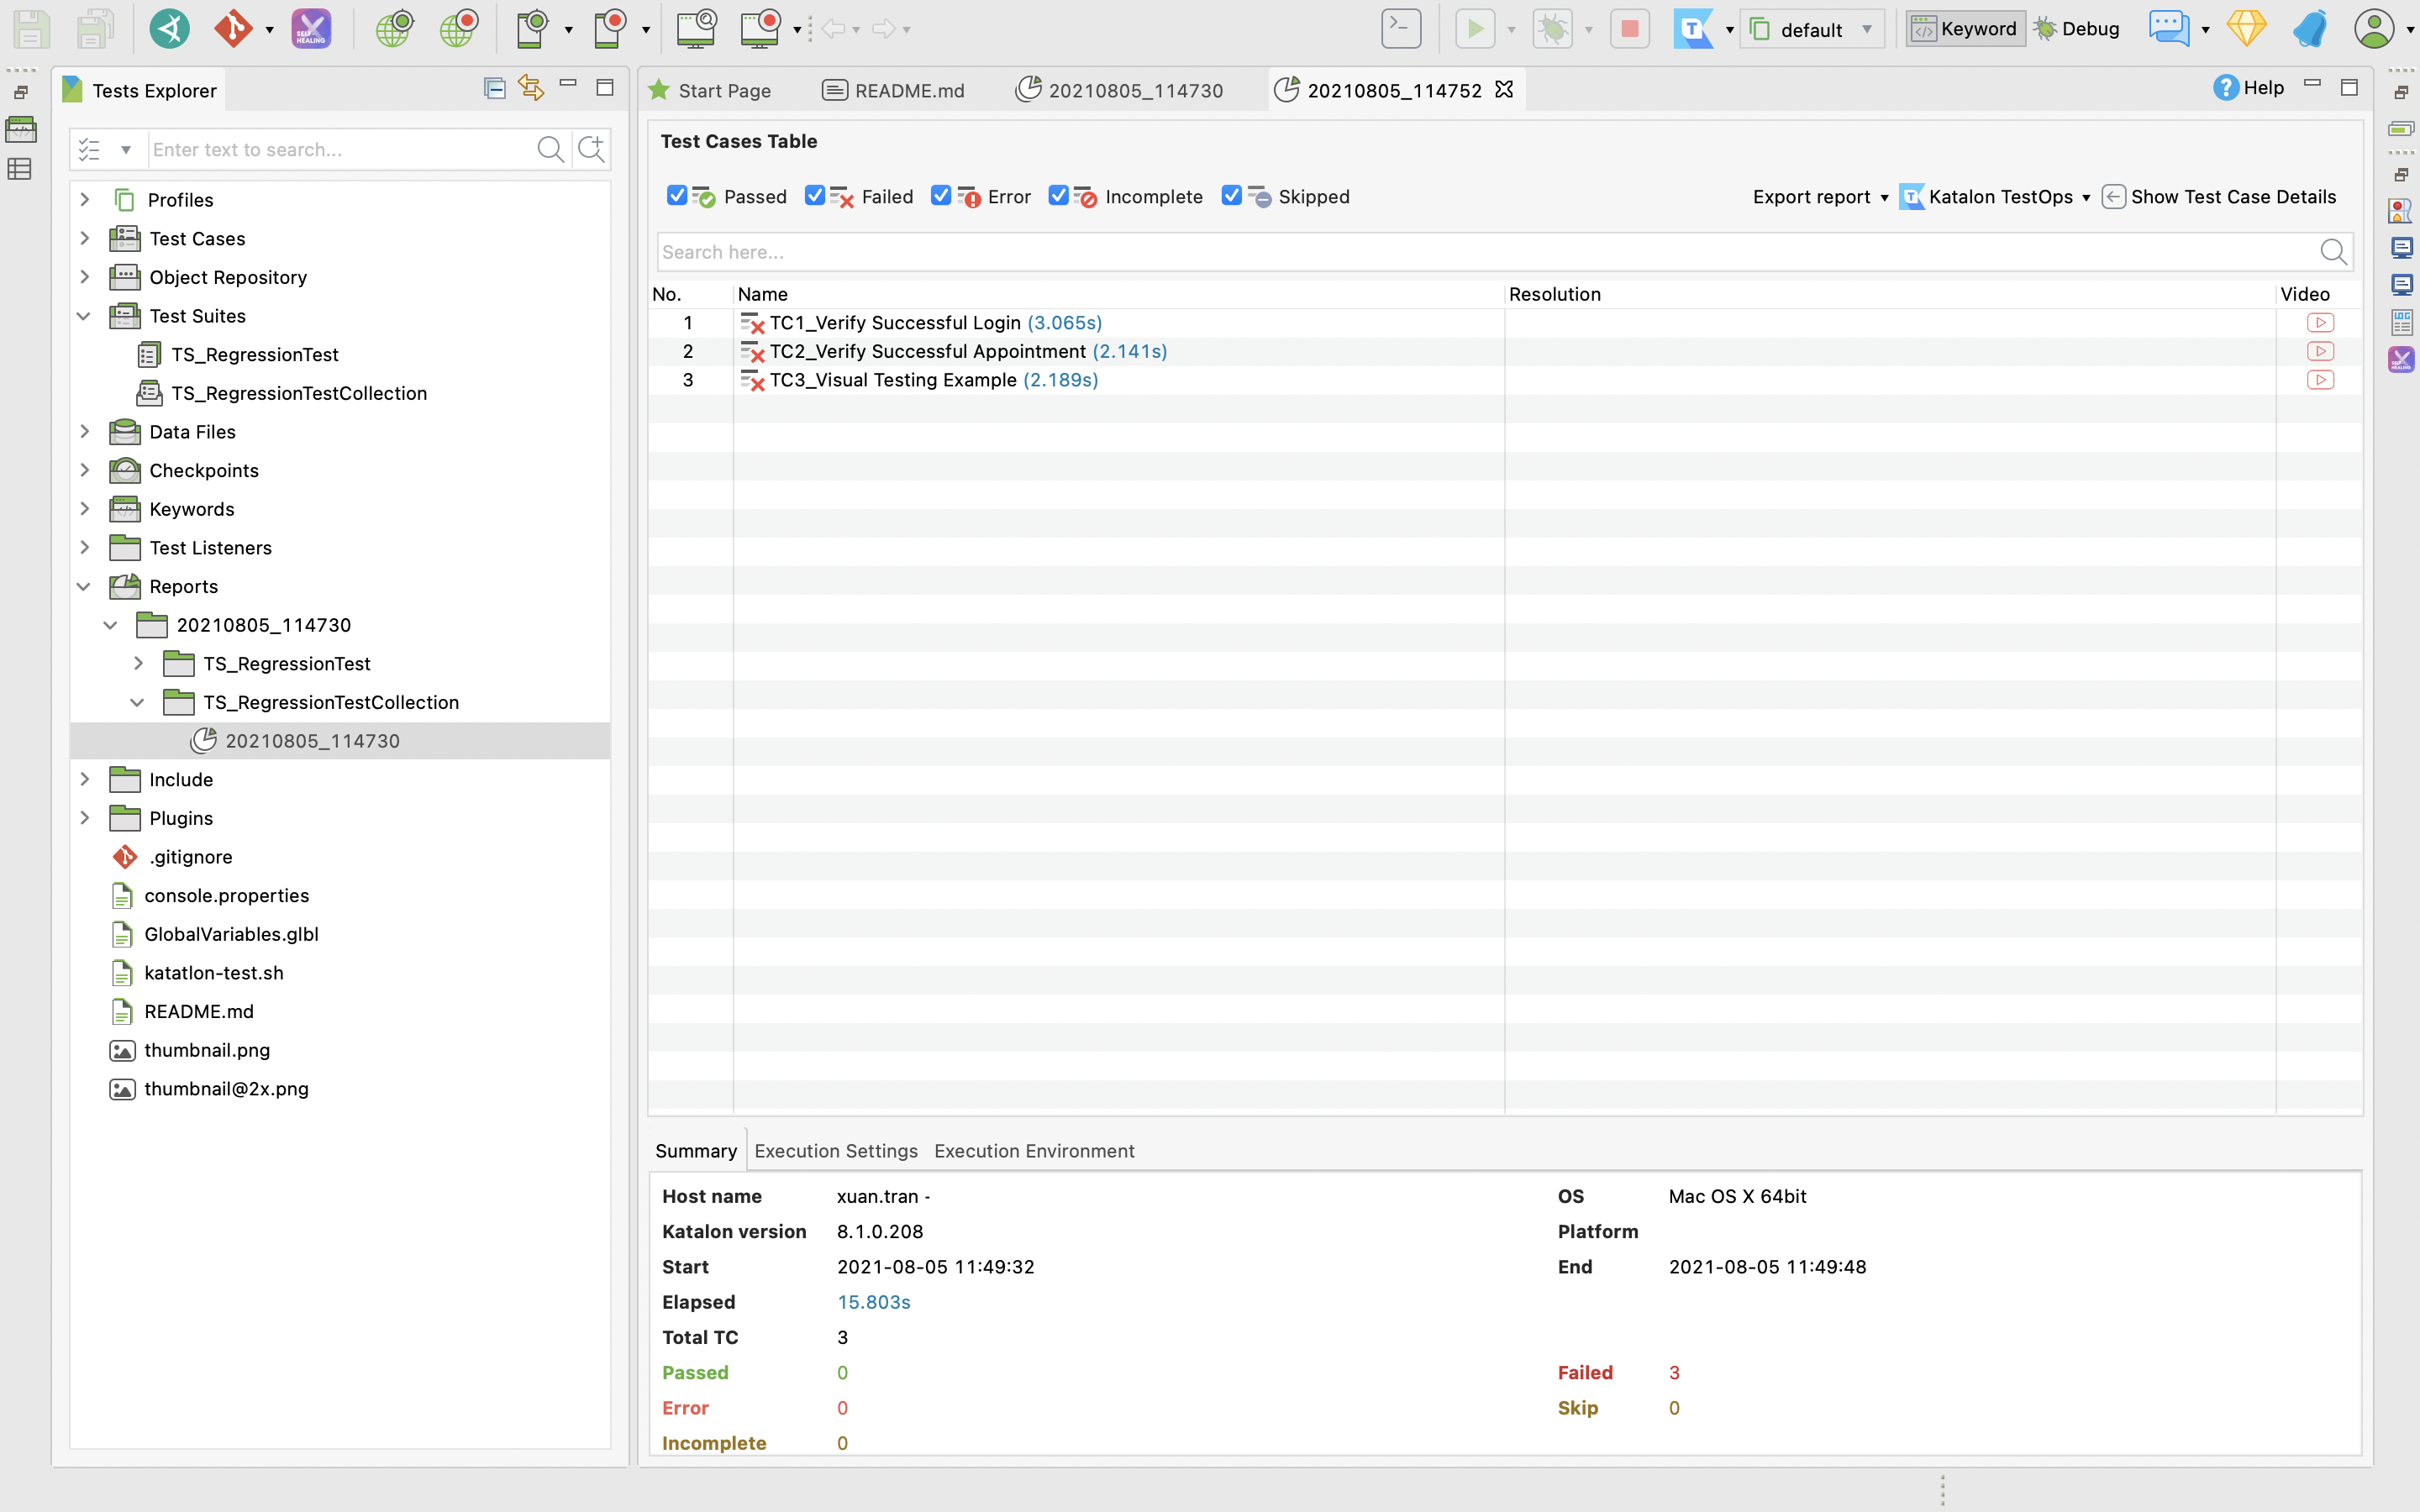 SELF HEALING
T
default
Keyword
Debug
Tests Explorer
Start Page
README.md
20210805_114730
20210805_114752
Help
Enter text to search...
Profiles
Test Cases
Object Repository
Test Suites
TS_RegressionTest
TS_RegressionTestCollection
Data Files
Checkpoints
Keywords
Test Listeners
Reports
20210805_114730
TS_RegressionTest
TS_RegressionTestCollection
20210805_114730
Include
Plugins
.gitignore
console.properties
GlobalVariables.glbl
katatlon-test.sh
README.md
thumbnail.png
thumbnail@2x.png
Test Cases Table
Passed Failed Error Incomplete Skipped
Export report Katalon TestOps Show Test Case Details
Search here...
No. Name Resolution Video
1 TC1_Verify Successful Login (3.065s)
2 TC2_Verify Successful Appointment (2.141s)
3 TC3_Visual Testing Example (2.189s)
Summary Execution Settings Execution Environment
Host name xuan.tran - OS Mac OS X 64bit
Katalon version 8.1.0.208 Platform
Start 2021-08-05 11:49:32 End 2021-08-05 11:49:48
Elapsed 15.803s
Total TC 3
Passed 0 Failed 3
Error 0 Skip 0
Incomplete 0
LOG